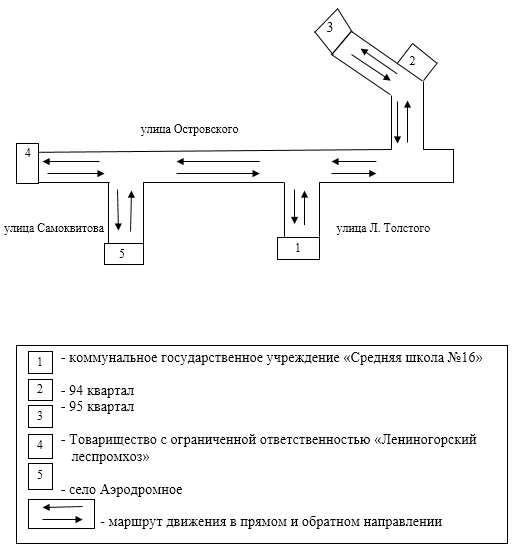 3
2
улица Островского
4
улица Самоквитова
улица Л. Толстого
5
1
1 - коммунальное государственное учреждение «Средняя школа №16»
2 - 94 квартал
3 - 95 квартал
4 - Товарищество с ограниченной ответственностью «Лениногорский
леспромхоз»
5
- село Аэродромное
- маршрут движения в прямом и обратном направлении